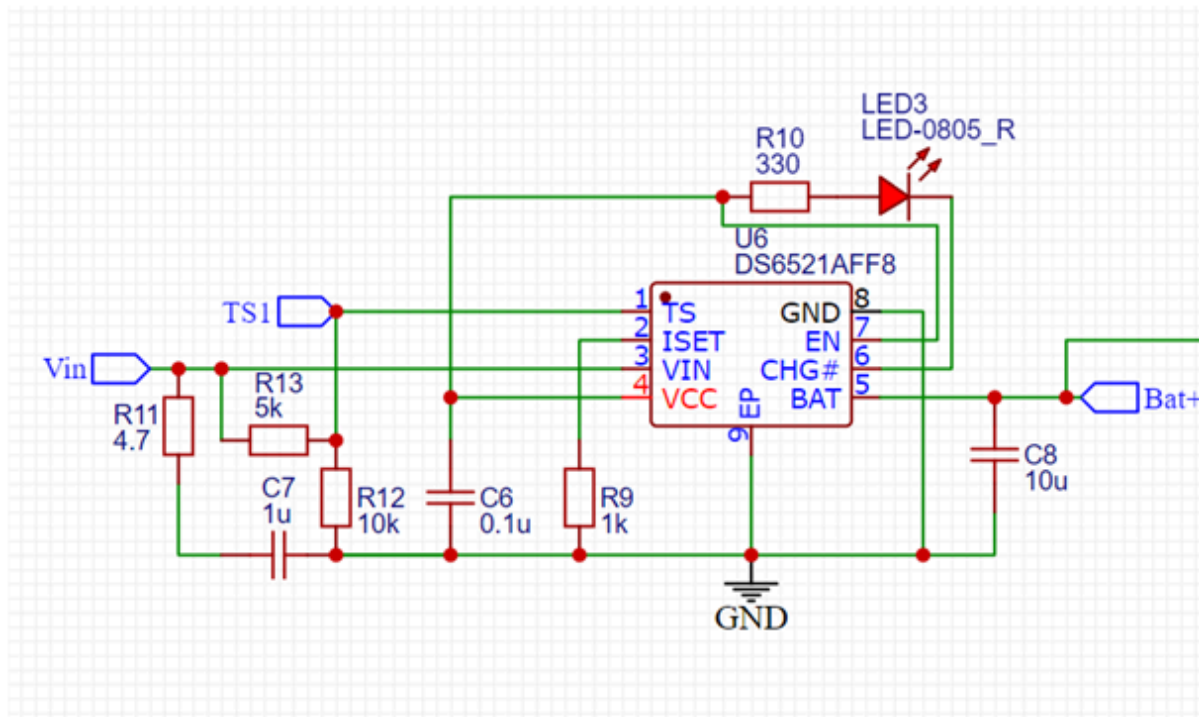 LED3
LED-0805_R
R10
330
U6
DS6521AFF8
TS1
1
TS
GND
8
2
ISET
EN
7
Vin
3
VIN
CHG#
6
4
VCC
BAT
5
EP
9
Bat+
R13
5k
R11
4.7
C7
1u
R12
10k
C6
0.1u
R9
1k
C8
10u
GND